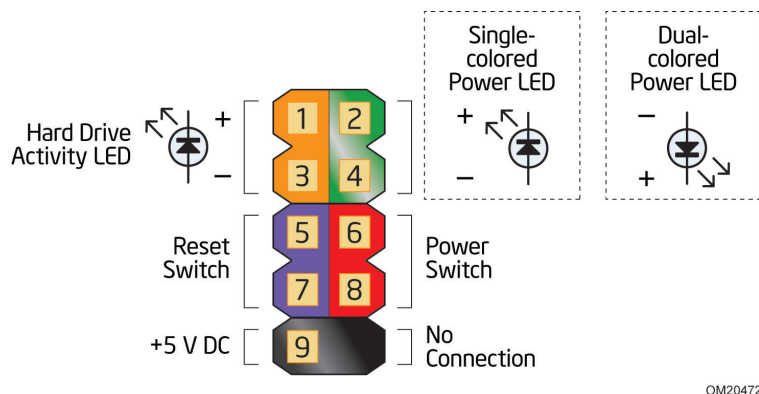 Single-
colored
Power LED
+
−
Dual-
colored
Power LED
−
+
Hard Drive
Activity LED
+
−
1 2
3 4
Reset
Switch
5 6
7 8
Power
Switch
+5 V DC
9
No
Connection
OM20472